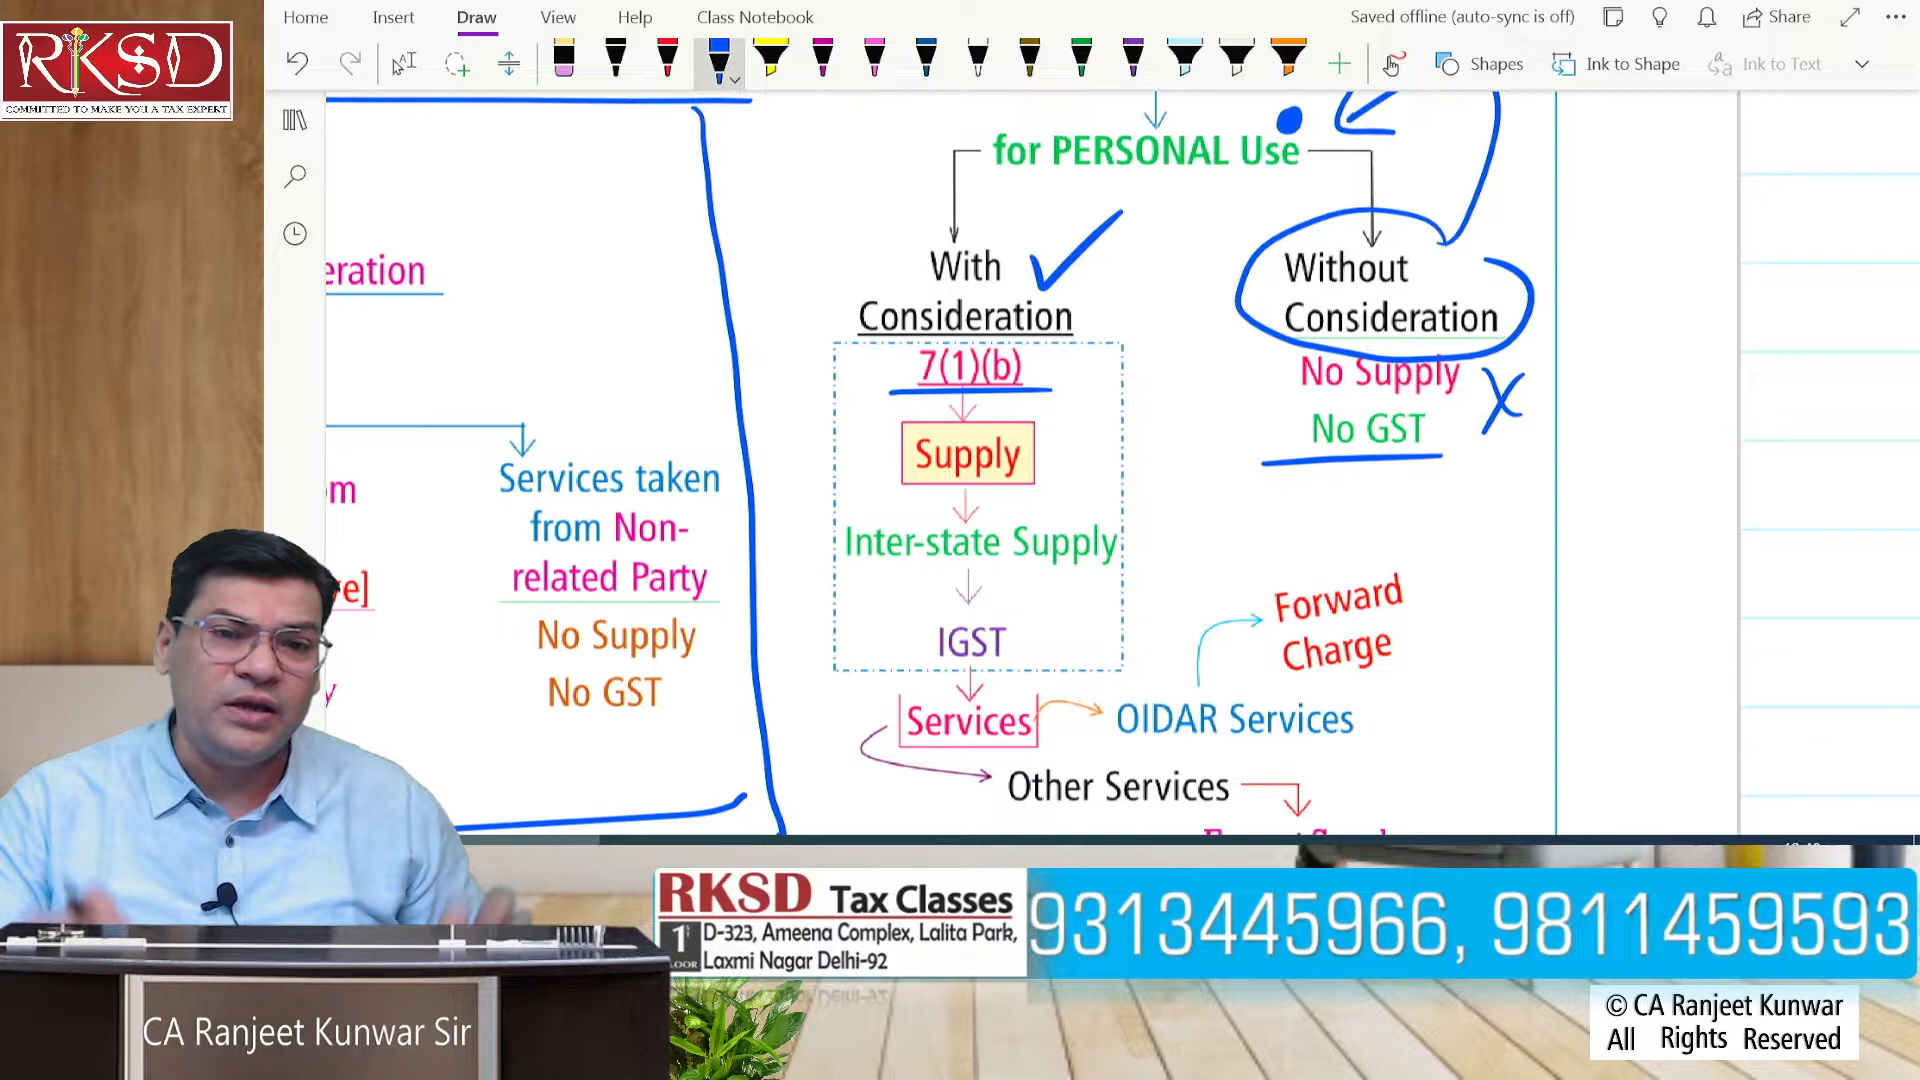 RKSD
COMMITTED TO MAKE YOU A TAX EXPERT
Home Insert Draw View Help Class Notebook
Saved offline (auto-sync is off) Share
Shapes Ink to Shape Ink to Text
for PERSONAL Use
With
Consideration
7(1)(b)
Supply
Inter-state Supply
IGST
Services
OIDAR Services
Forward
Charge
Other Services
Without
Consideration
No Supply
No GST
X
eration
om
ve]
y
Services taken
from Non-
related Party
No Supply
No GST
RKSD Tax Classes
1ST
FLOOR
D-323, Ameena Complex, Lalita Park,
Laxmi Nagar Delhi-92
9313445966, 9811459593
CA Ranjeet Kunwar Sir
© CA Ranjeet Kunwar
All Rights Reserved